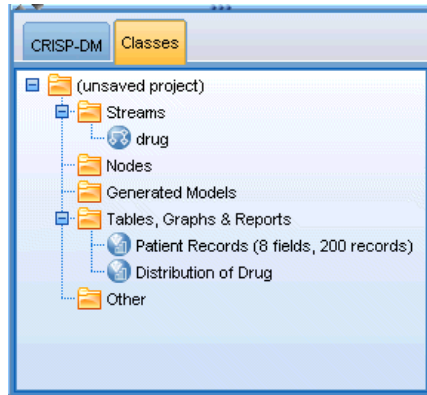 CRISP-DM Classes
(unsaved project)
Streams
drug
Nodes
Generated Models
Tables, Graphs & Reports
Patient Records (8 fields, 200 records)
Distribution of Drug
Other